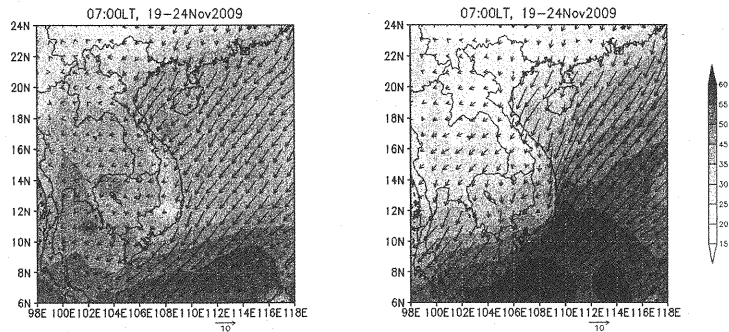 07:00LT, 19-24Nov2009
24N
22N
20N
18N
16N
14N
12N
10N
8N
6N
98E 100E 102E 104E 106E 108E 110E 112E 114E 116E 118E
10
07:00LT, 19-24Nov2009
24N
22N
20N
18N
16N
14N
12N
10N
8N
6N
98E 100E 102E 104E 106E 108E 110E 112E 114E 116E 118E
10
60
55
50
45
35
30
25
20
15